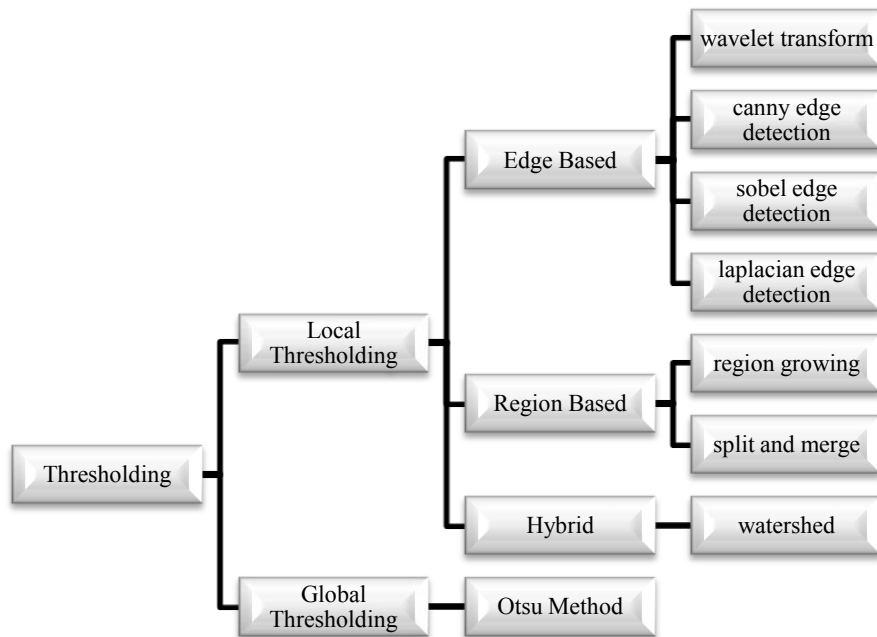 wavelet transform
canny edge
detection
Edge Based
sobel edge
detection
laplacian edge
detection
Local
Thresholding
region growing
Region Based
split and merge
Thresholding
Hybrid
watershed
Global
Thresholding
Otsu Method